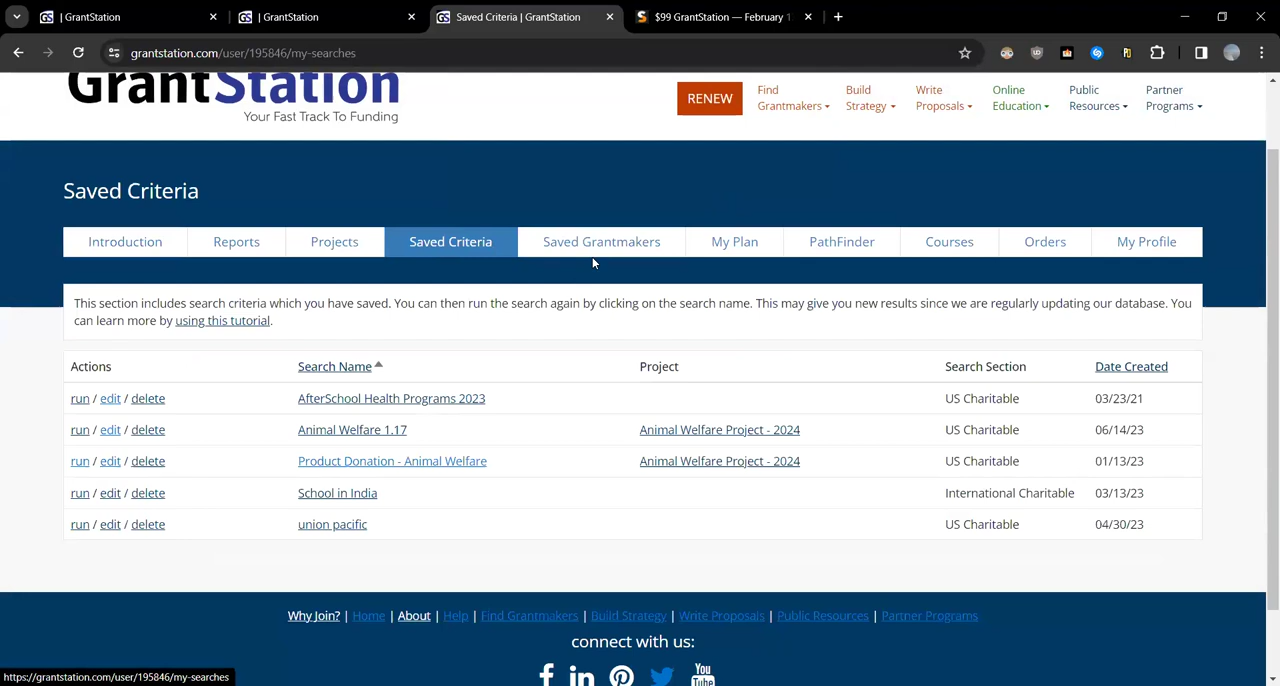 | GrantStation
| GrantStation
Saved Criteria | GrantStation
$99 GrantStation — February 1
grantstation.com/user/195846/my-searches
GrantStation
Your Fast Track To Funding
RENEW
Find Grantmakers
Build Strategy
Write Proposals
Online Education
Public Resources
Partner Programs
Saved Criteria
Introduction
Reports
Projects
Saved Criteria
Saved Grantmakers
My Plan
PathFinder
Courses
Orders
My Profile
This section includes search criteria which you have saved. You can then run the search again by clicking on the search name. This may give you new results since we are regularly updating our database. You
can learn more by using this tutorial.
Actions Search Name Project Search Section Date Created
run / edit / delete AfterSchool Health Programs 2023 US Charitable 03/23/21
run / edit / delete Animal Welfare 1.17 Animal Welfare Project - 2024 US Charitable 06/14/23
run / edit / delete Product Donation - Animal Welfare Animal Welfare Project - 2024 US Charitable 01/13/23
run / edit / delete School in India International Charitable 03/13/23
run / edit / delete union pacific US Charitable 04/30/23
Why Join? | Home | About | Help | Find Grantmakers | Build Strategy | Write Proposals | Public Resources | Partner Programs
connect with us:
You
Tube
https://grantstation.com/user/195846/my-searches